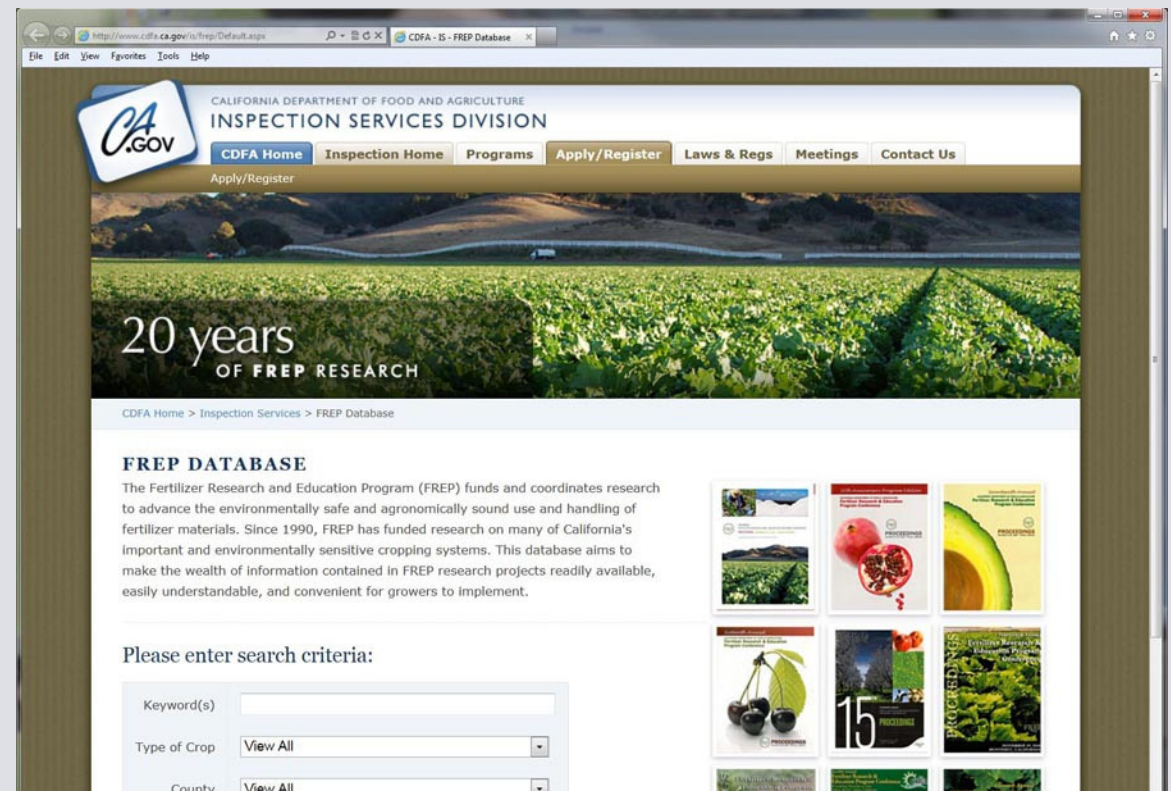 http://www.cdfa.ca.gov/is/frep/Default.aspx
CDFA - IS - FREP Database
File Edit View Favorites Tools Help
CA.GOV
CALIFORNIA DEPARTMENT OF FOOD AND AGRICULTURE
INSPECTION SERVICES DIVISION
CDFA Home Inspection Home Programs Apply/Register Laws & Regs Meetings Contact Us
Apply/Register
20 years
OF FREP RESEARCH
CDFA Home > Inspection Services > FREP Database
FREP DATABASE
The Fertilizer Research and Education Program (FREP) funds and coordinates research
to advance the environmentally safe and agronomically sound use and handling of
fertilizer materials. Since 1990, FREP has funded research on many of California's
important and environmentally sensitive cropping systems. This database aims to
make the wealth of information contained in FREP research projects readily available,
easily understandable, and convenient for growers to implement.
Please enter search criteria:
Keyword(s)
Type of Crop View All
County View All
PROCEEDINGS
PROCEEDINGS
PROCEEDINGS
15 PROCEEDINGS
PROCEEDINGS